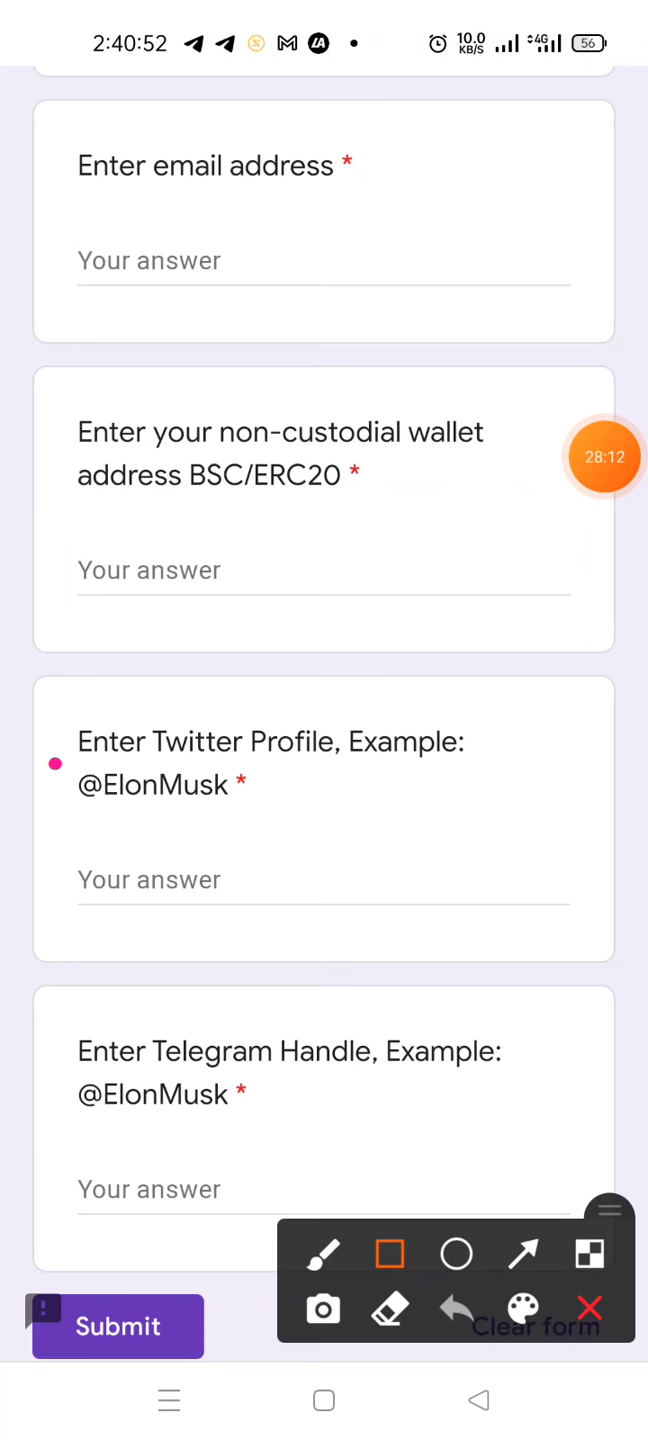 2:40:52
10.0
KB/S
4G
56
Enter email address *
Your answer
Enter your non-custodial wallet
address BSC/ERC20 *
28:12
Your answer
Enter Twitter Profile, Example:
@ElonMusk *
Your answer
Enter Telegram Handle, Example:
@ElonMusk *
Your answer
Submit
Clear form